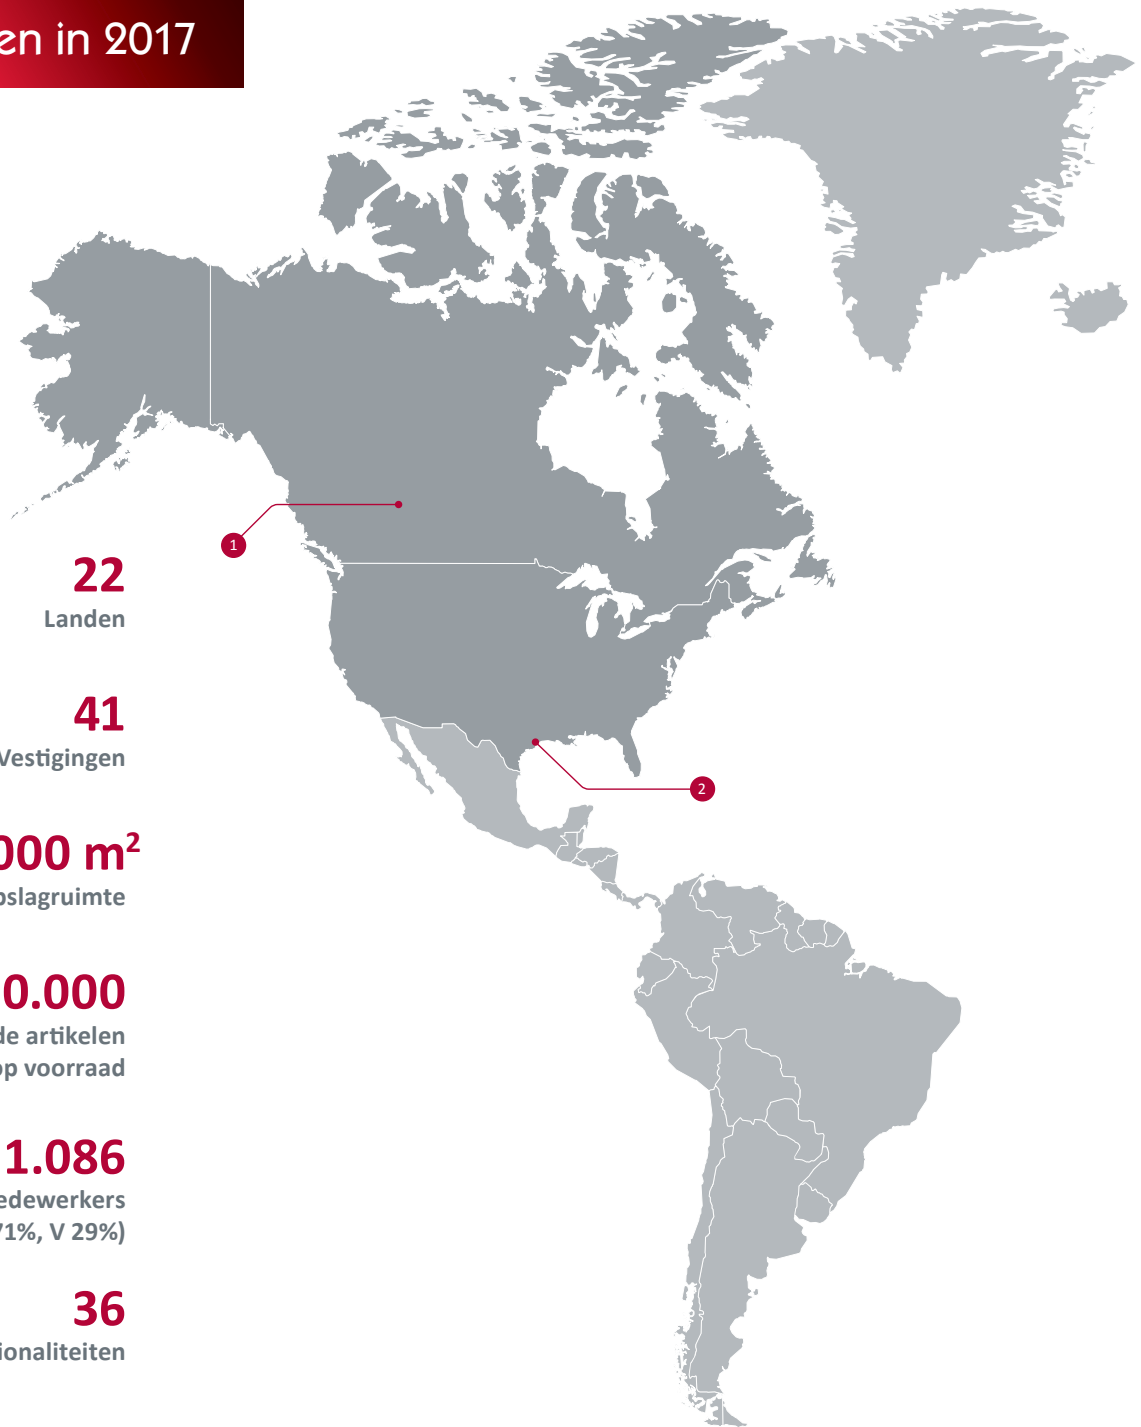 en in 2017
1
22
Landen
41
Vestigingen
2
000 m²
pslagruimte
0.000
de artikelen
op voorraad
1.086
edewerkers
71%, V 29%)
36
ionaliteiten